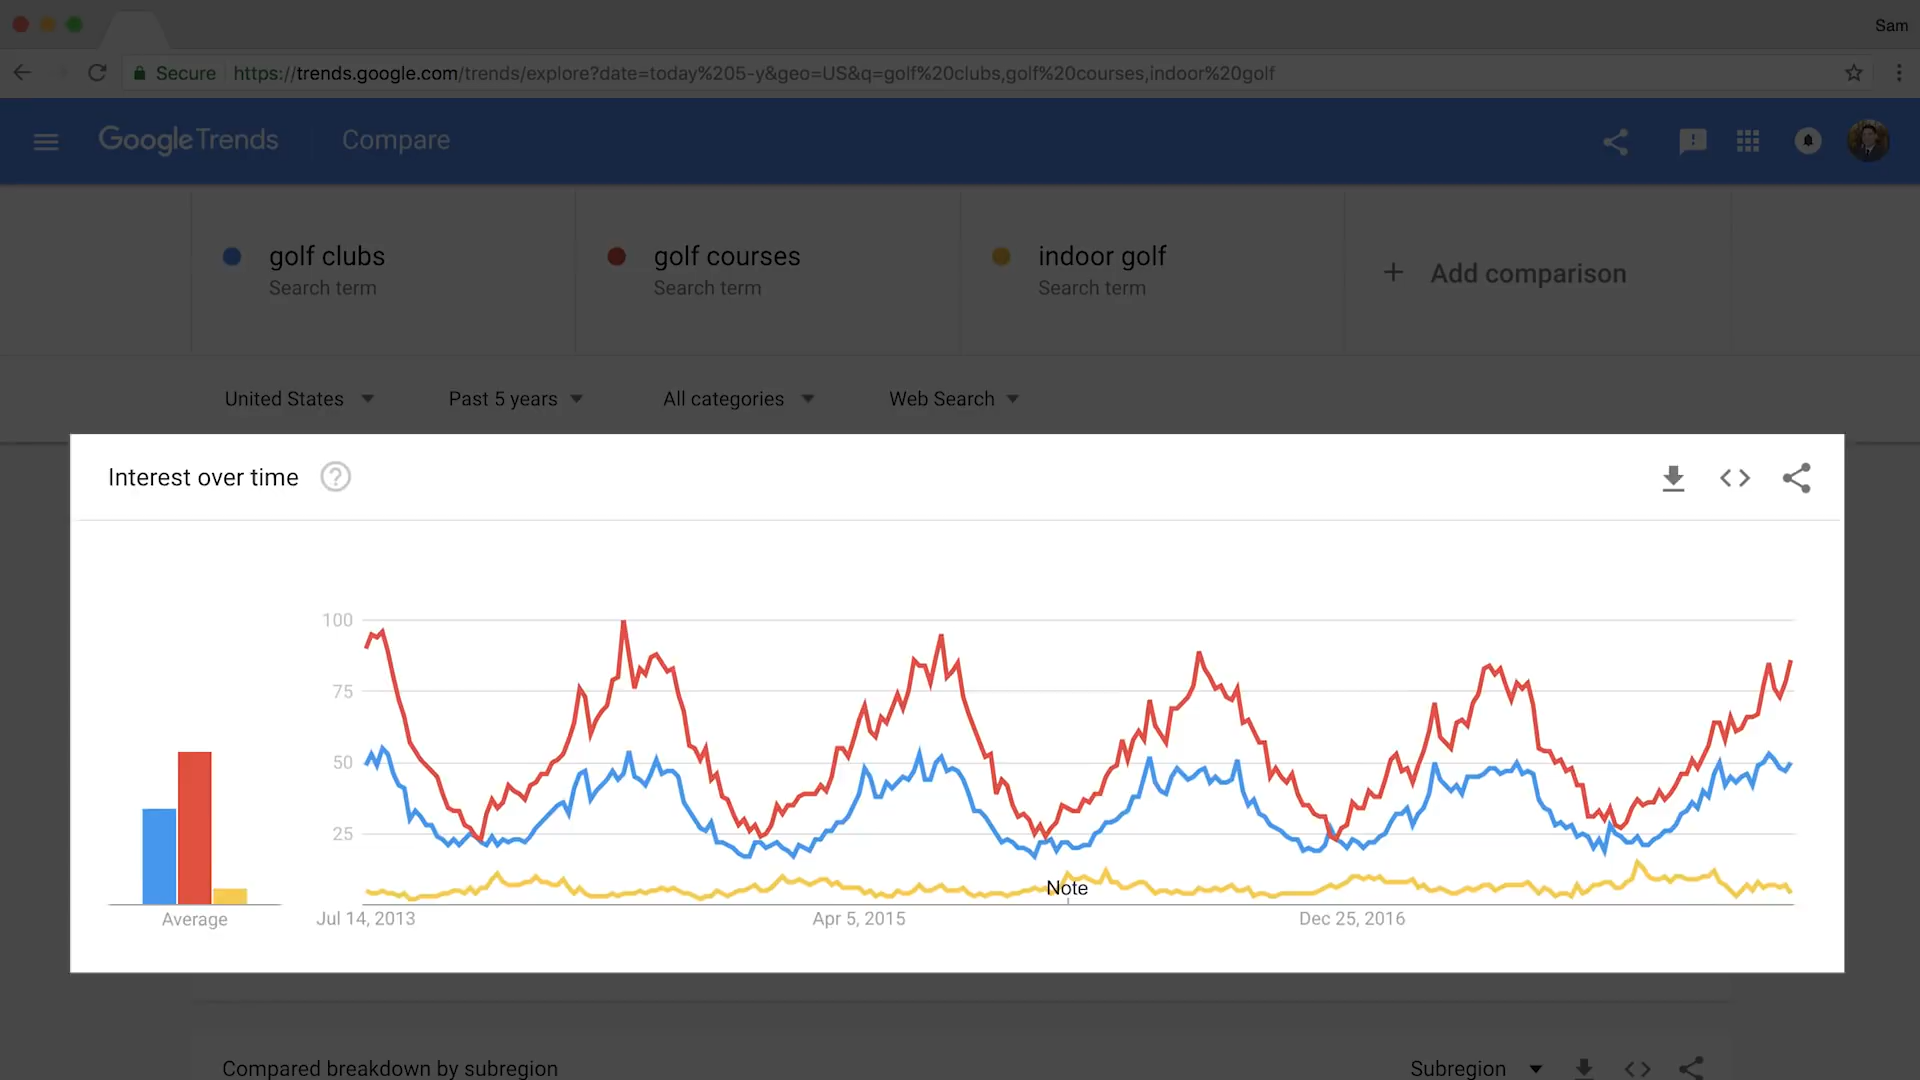 Sam
Secure https://trends.google.com/trends/explore?date=today%205-y&geo=US&q=golf%20clubs,golf%20courses,indoor%20golf
Google Trends Compare
golf clubs
Search term
golf courses
Search term
indoor golf
Search term
+ Add comparison
United States
Past 5 years
All categories
Web Search
Interest over time ?
100
75
50
25
Note
Average
Jul 14, 2013
Apr 5, 2015
Dec 25, 2016
Compared breakdown by subregion
Subregion